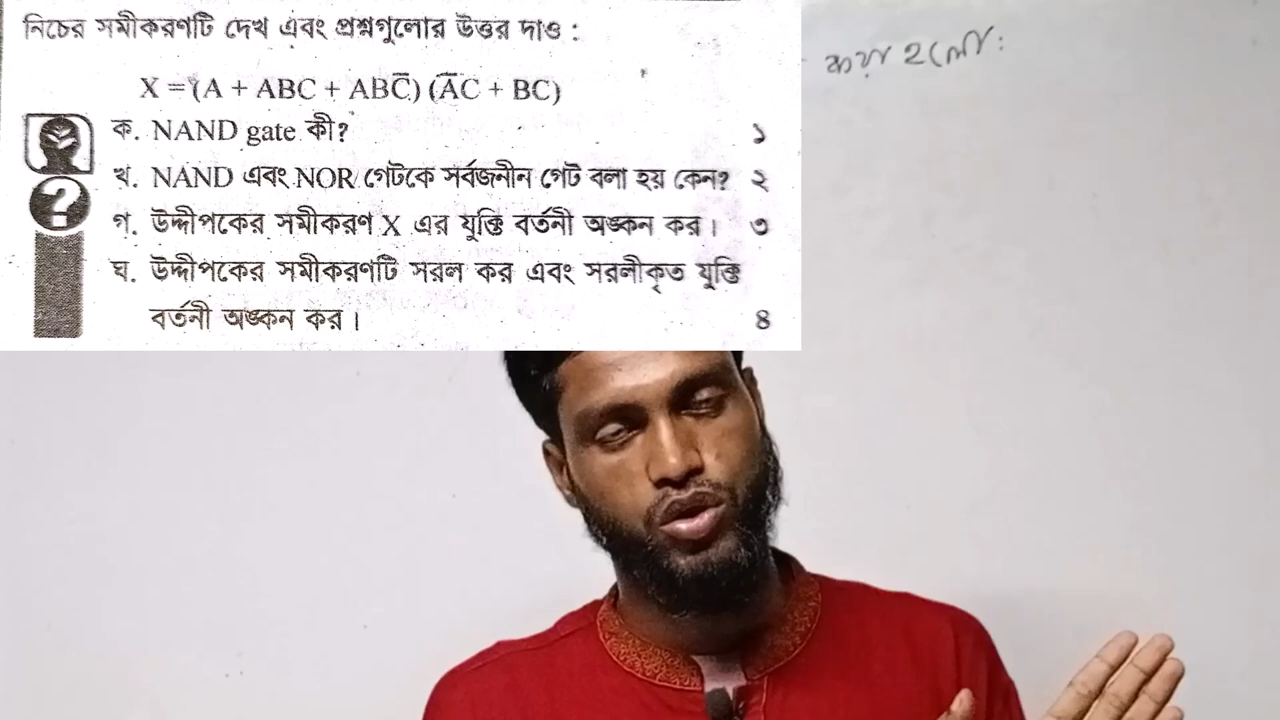 নিচের সমীকরণটি দেখ এবং প্রশ্নগুলোর উত্তর দাও :
X = (A + ABC + ABC̅) (A̅C + BC)
ক. NAND gate কী? ১
খ. NAND এবং NOR গেটকে সর্বজনীন গেট বলা হয় কেন? ২
গ. উদ্দীপকের সমীকরণ X এর যুক্তি বর্তনী অঙ্কন কর। ৩
ঘ. উদ্দীপকের সমীকরণটি সরল কর এবং সরলীকৃত যুক্তি
বর্তনী অঙ্কন কর। ৪
?
হলো: